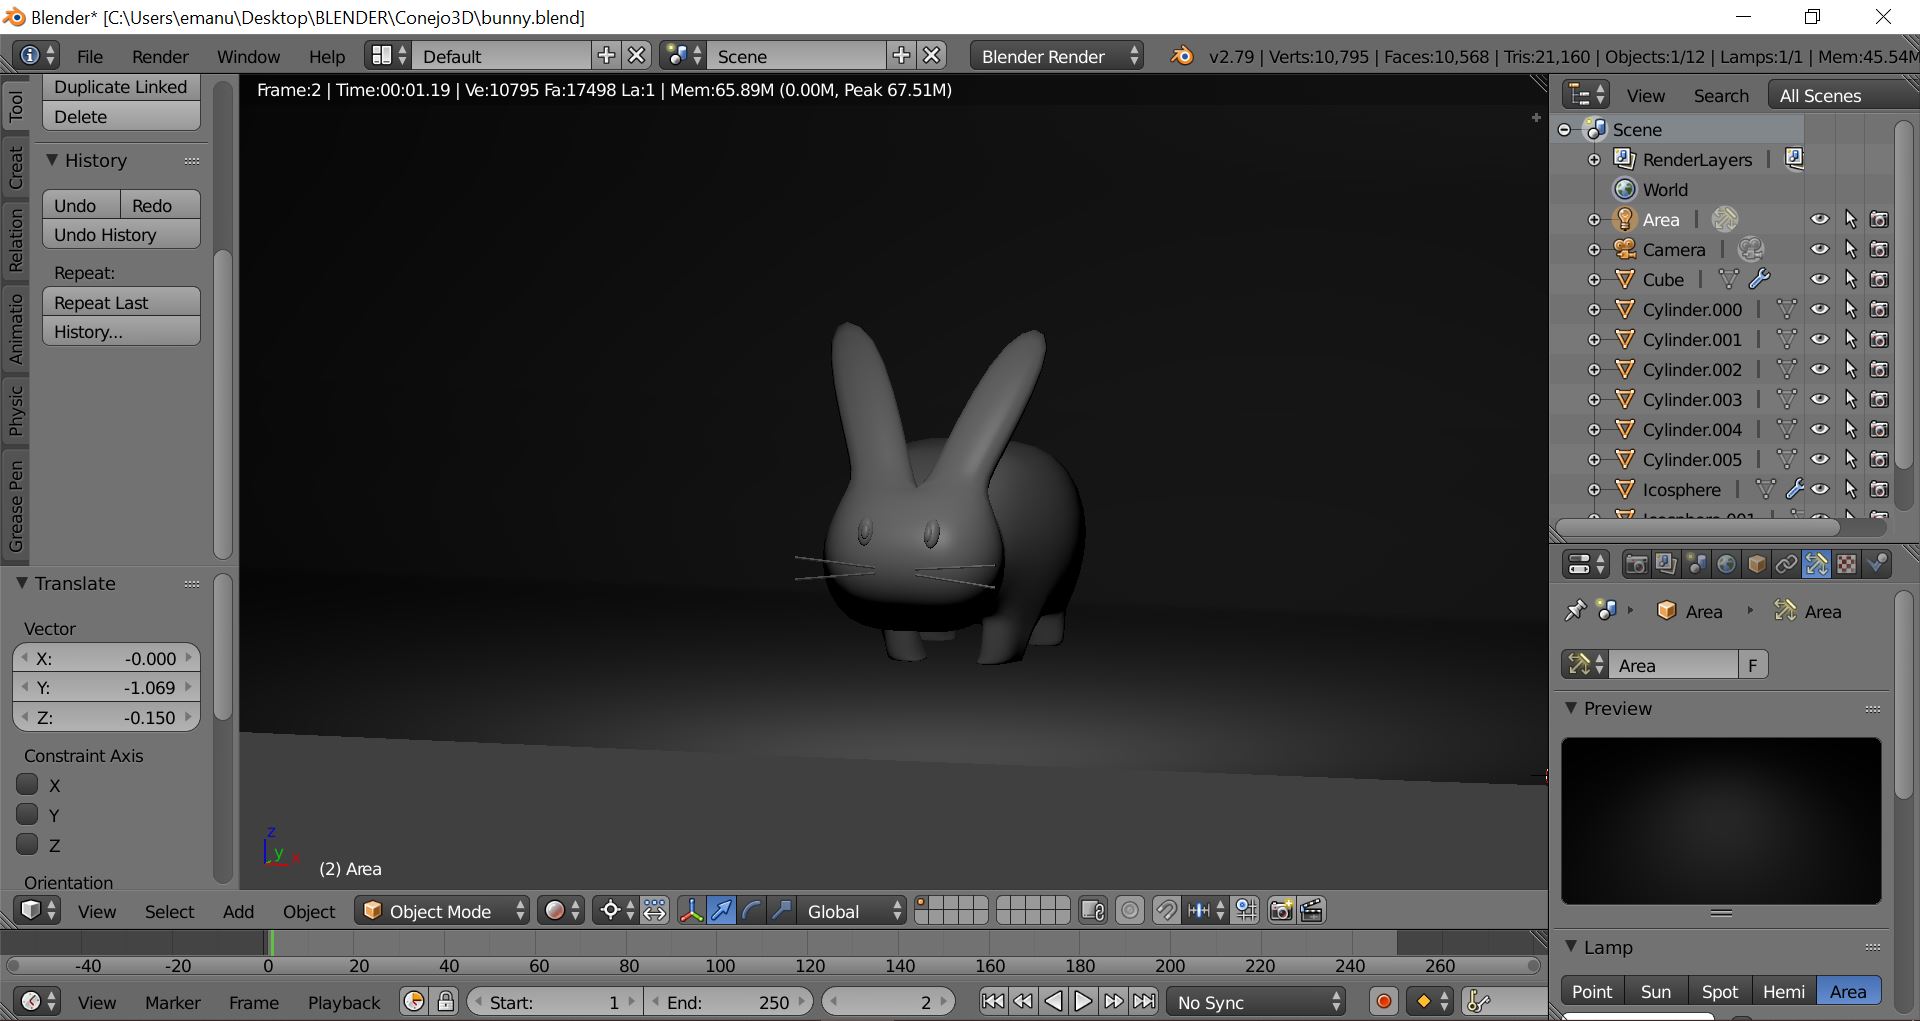 Blender* [C:\Users\emanu\Desktop\BLENDER\Conejo3D\bunny.blend]
File Render Window Help Default Scene Blender Render v2.79 | Verts:10,795 | Faces:10,568 | Tris:21,160 | Objects:1/12 | Lamps:1/1 | Mem:45.54M
Tool
Creat
Relation
Animatio
Physic
Grease Pen
Duplicate Linked
Delete
History
Undo Redo
Undo History
Repeat:
Repeat Last
History...
Translate
Vector
X: -0.000
Y: -1.069
Z: -0.150
Constraint Axis
X
Y
Z
Orientation
Frame:2 | Time:00:01.19 | Ve:10795 Fa:17498 La:1 | Mem:65.89M (0.00M, Peak 67.51M)
z
y x
(2) Area
View Select Add Object Object Mode Global
-40 -20 0 20 40 60 80 100 120 140 160 180 200 220 240 260
View Marker Frame Playback Start: 1 End: 250 2 No Sync
View Search All Scenes
Scene
RenderLayers |
World
Area |
Camera |
Cube |
Cylinder.000 |
Cylinder.001 |
Cylinder.002 |
Cylinder.003 |
Cylinder.004 |
Cylinder.005 |
Icosphere |
Icosphere.001
Area Area
Area F
Preview
Lamp
Point Sun Spot Hemi Area